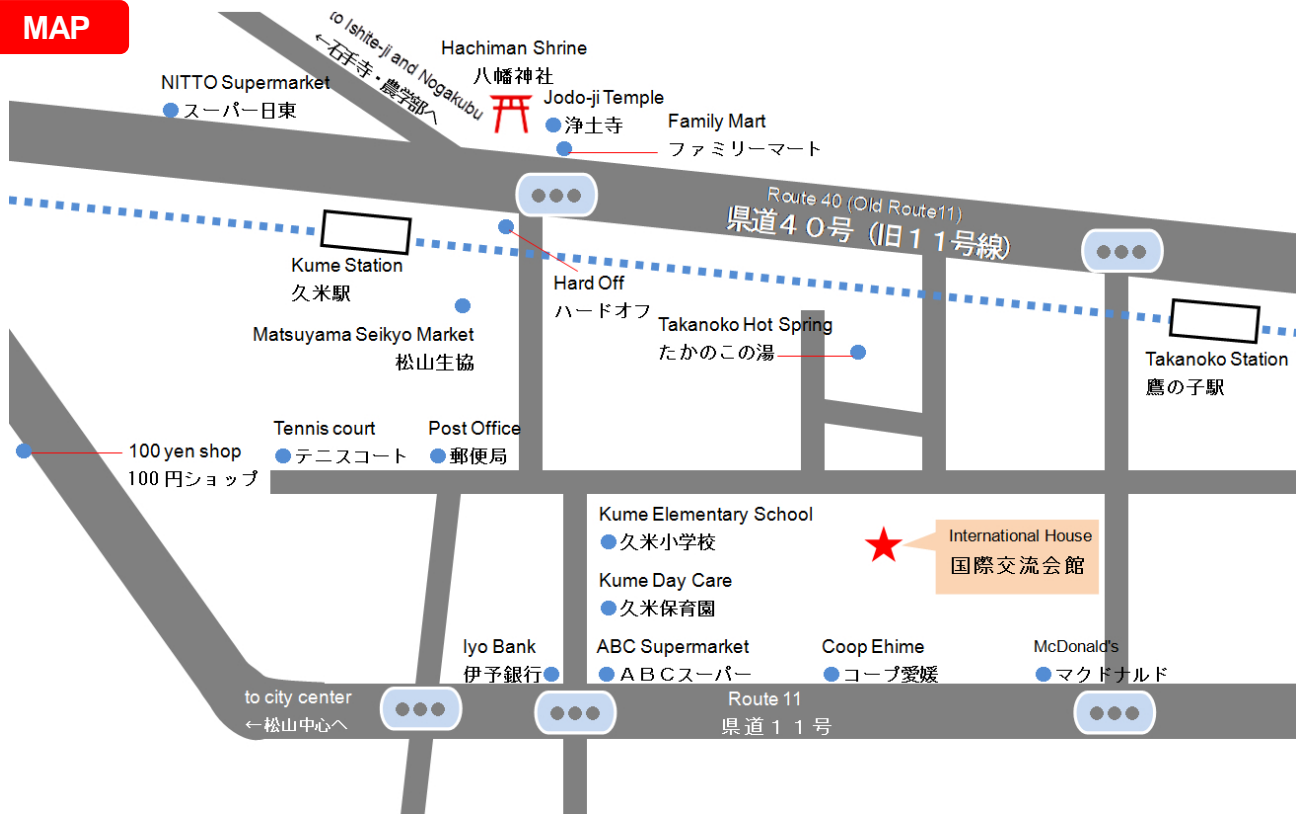 MAP
to Ishite-ji and Nogakubu
←石手寺・農学部へ
Hachiman Shrine
八幡神社
NITTO Supermarket
スーパー日東
Jodo-ji Temple
浄土寺
Family Mart
ファミリーマート
Route 40 (Old Route11)
県道４０号（旧１１号線）
Kume Station
久米駅
Hard Off
ハードオフ
Matsuyama Seikyo Market
松山生協
Takanoko Hot Spring
たかのこの湯
Takanoko Station
鷹の子駅
100 yen shop
100円ショップ
Tennis court
テニスコート
Post Office
郵便局
Kume Elementary School
久米小学校
International House
国際交流会館
Kume Day Care
久米保育園
Iyo Bank
伊予銀行
ABC Supermarket
ＡＢＣスーパー
Coop Ehime
コープ愛媛
McDonald's
マクドナルド
to city center
←松山中心へ
Route 11
県道１１号